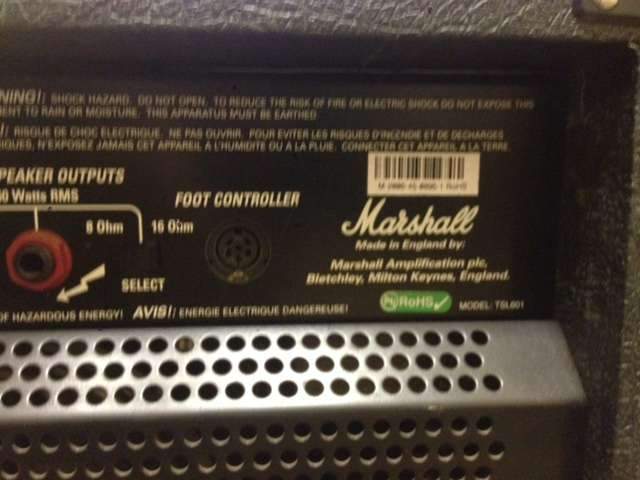 NING!: SHOCK HAZARD. DO NOT OPEN. TO REDUCE THE RISK OF FIRE OR ELECTRIC SHOCK DO NOT EXPOSE THIS
ENT TO RAIN OR MOISTURE. THIS APPARATUS MUST BE EARTHED
!: RISQUE DE CHOC ELECTRIQUE. NE PAS OUVRIR. POUR EVITER LES RISQUES D'INCENDIE ET DE DECHARGES
IQUES, N'EXPOSEZ JAMAIS CET APPAREIL A L'HUMIDITE OU A LA PLUIE. CONNECTER CET APPAREIL A LA TERRE.
PEAKER OUTPUTS
60 Watts RMS
8 Ohm
16 Ohm
SELECT
FOOT CONTROLLER
Marshall
Made in England by:
Marshall Amplification plc,
Bletchley, Milton Keynes, England.
RoHS
MODEL: TSL601
OF HAZARDOUS ENERGY! AVIS!: ENERGIE ELECTRIQUE DANGEREUSE!